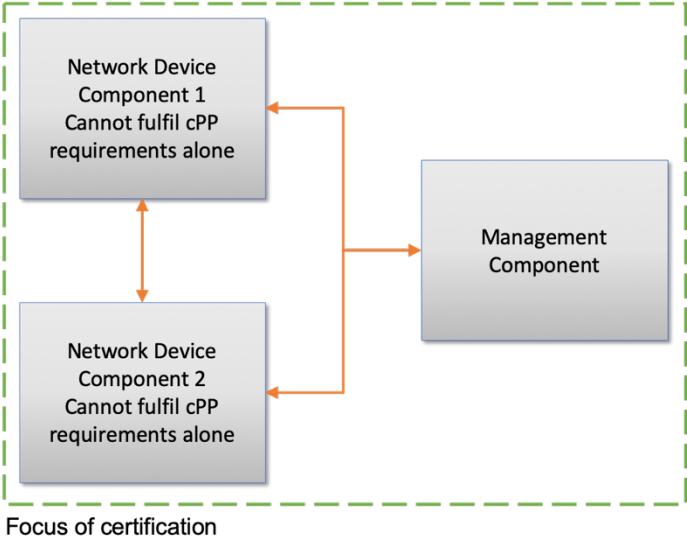 Network Device
Component 1
Cannot fulfil cPP
requirements alone
Management
Component
Network Device
Component 2
Cannot fulfil cPP
requirements alone
Focus of certification